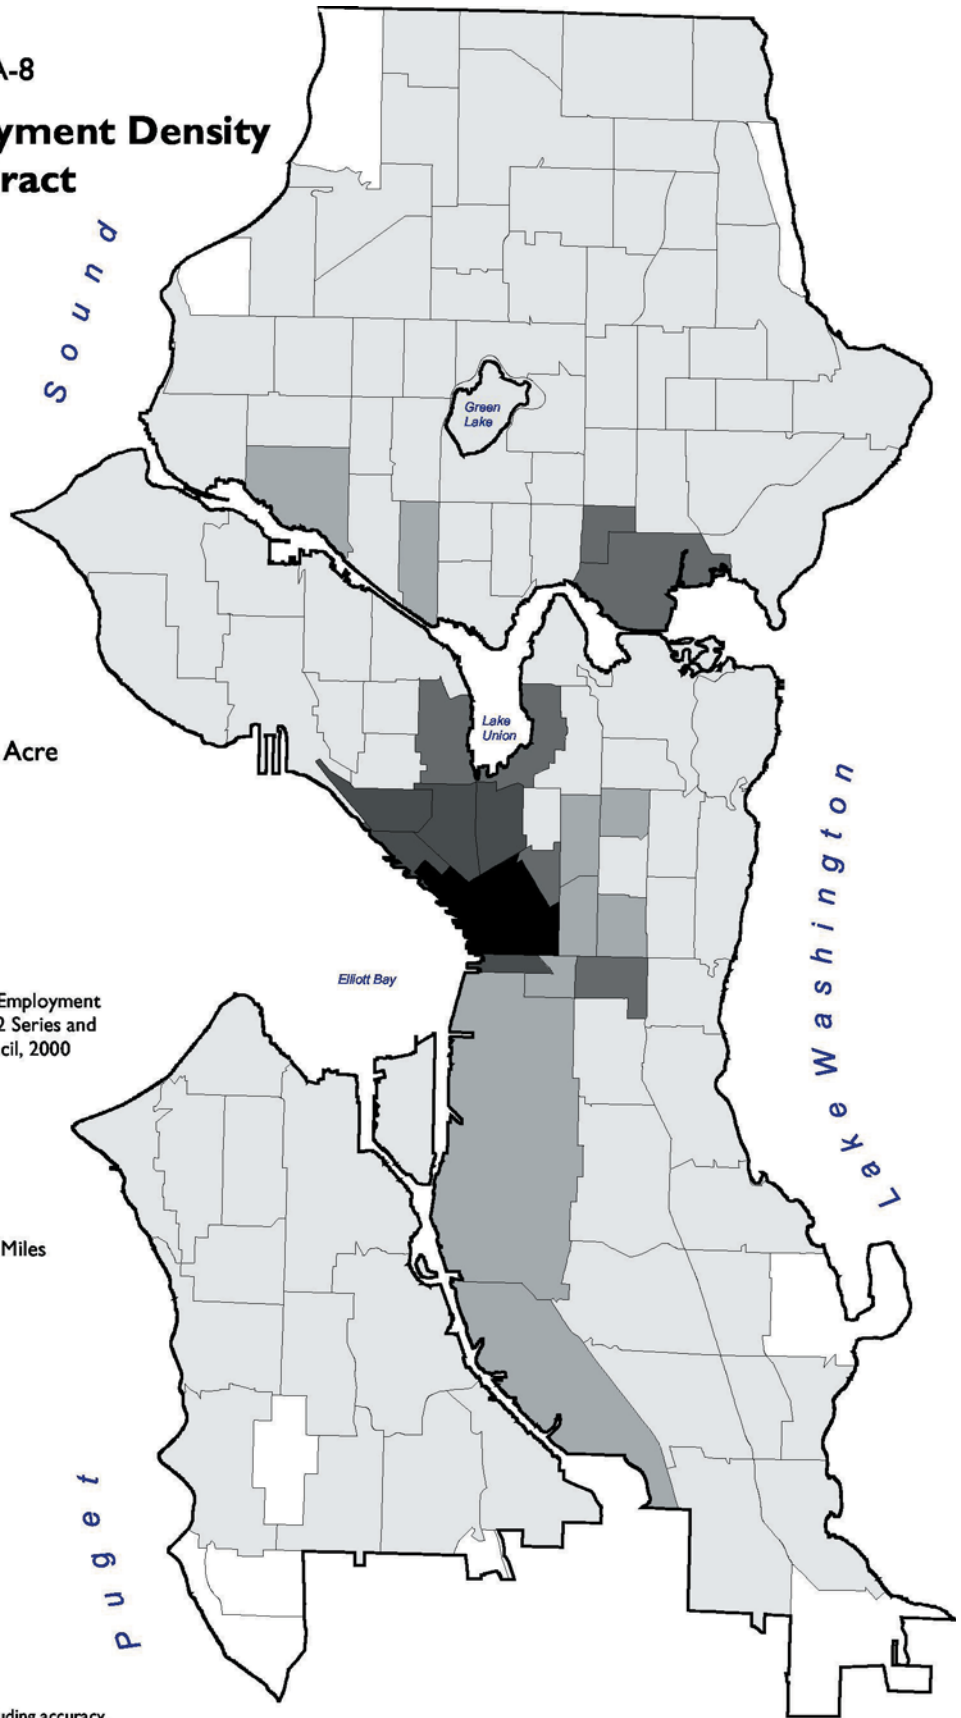 A-8
yment Density
ract
Sound
Green
Lake
Lake
Union
Acre
Lake Washington
Elliott Bay
Employment
2 Series and
cil, 2000
Miles
Puget
uding accuracy